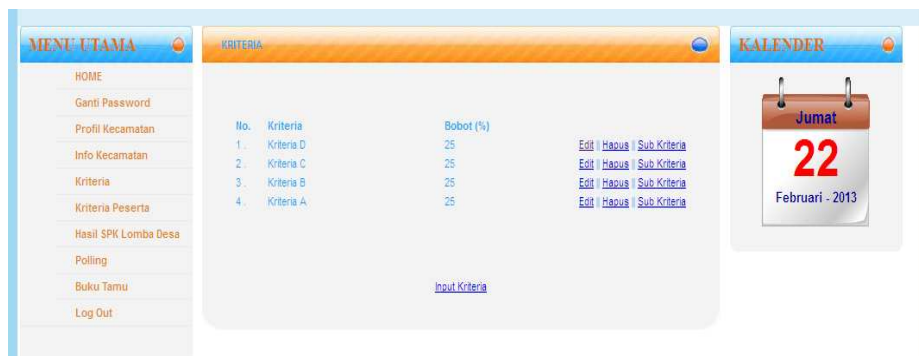 MENU UTAMA
HOME
Ganti Password
Profil Kecamatan
Info Kecamatan
Kriteria
Kriteria Peserta
Hasil SPK Lomba Desa
Polling
Buku Tamu
Log Out
KRITERIA
No. Kriteria Bobot (%)
1 . Kriteria D 25 Edit || Hapus || Sub Kriteria
2 . Kriteria C 25 Edit || Hapus || Sub Kriteria
3 . Kriteria B 25 Edit || Hapus || Sub Kriteria
4 . Kriteria A 25 Edit || Hapus || Sub Kriteria
Input Kriteria
KALENDER
Jumat
22
Februari - 2013